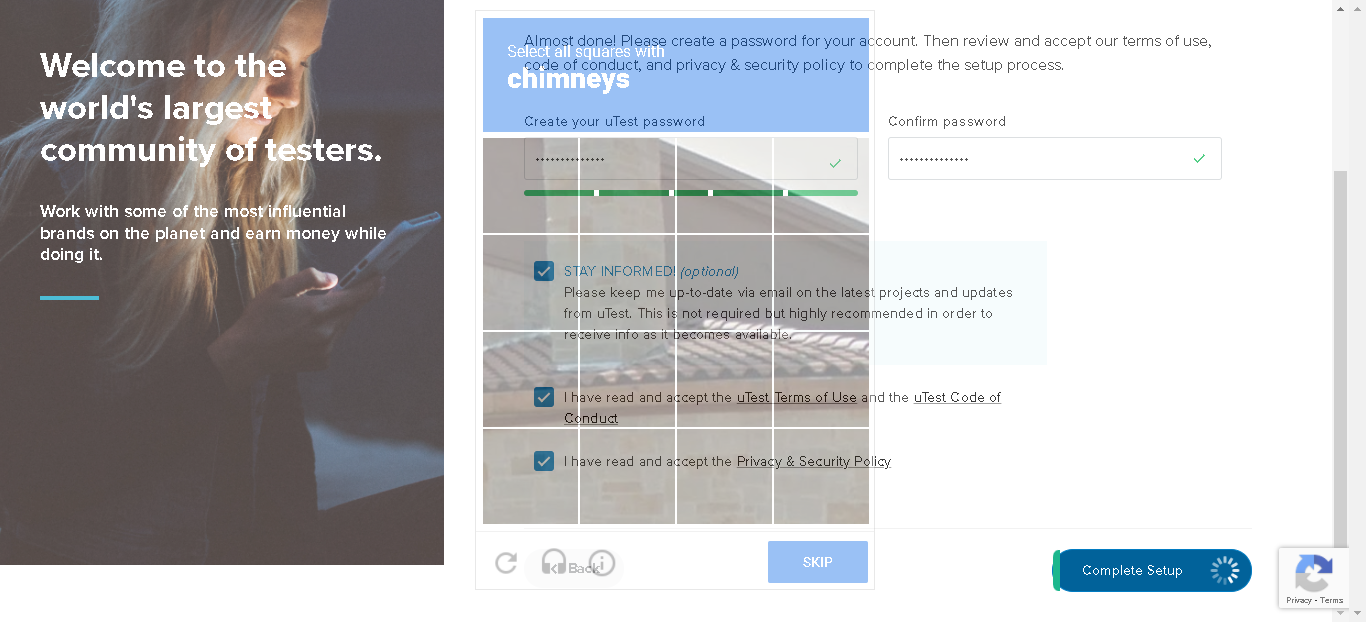 Welcome to the
world's largest
community of testers.
Work with some of the most influential
brands on the planet and earn money while
doing it.
Almost done! Please create a password for your account. Then review and accept our terms of use,
code of conduct, and privacy & security policy to complete the setup process.
Select all squares with
chimneys
Create your uTest password
Confirm password
STAY INFORMED! (optional)
Please keep me up-to-date via email on the latest projects and updates
from uTest. This is not required but highly recommended in order to
receive info as it becomes available.
I have read and accept the uTest Terms of Use and the uTest Code of
Conduct
I have read and accept the Privacy & Security Policy
Back
SKIP
Complete Setup
Privacy - Terms